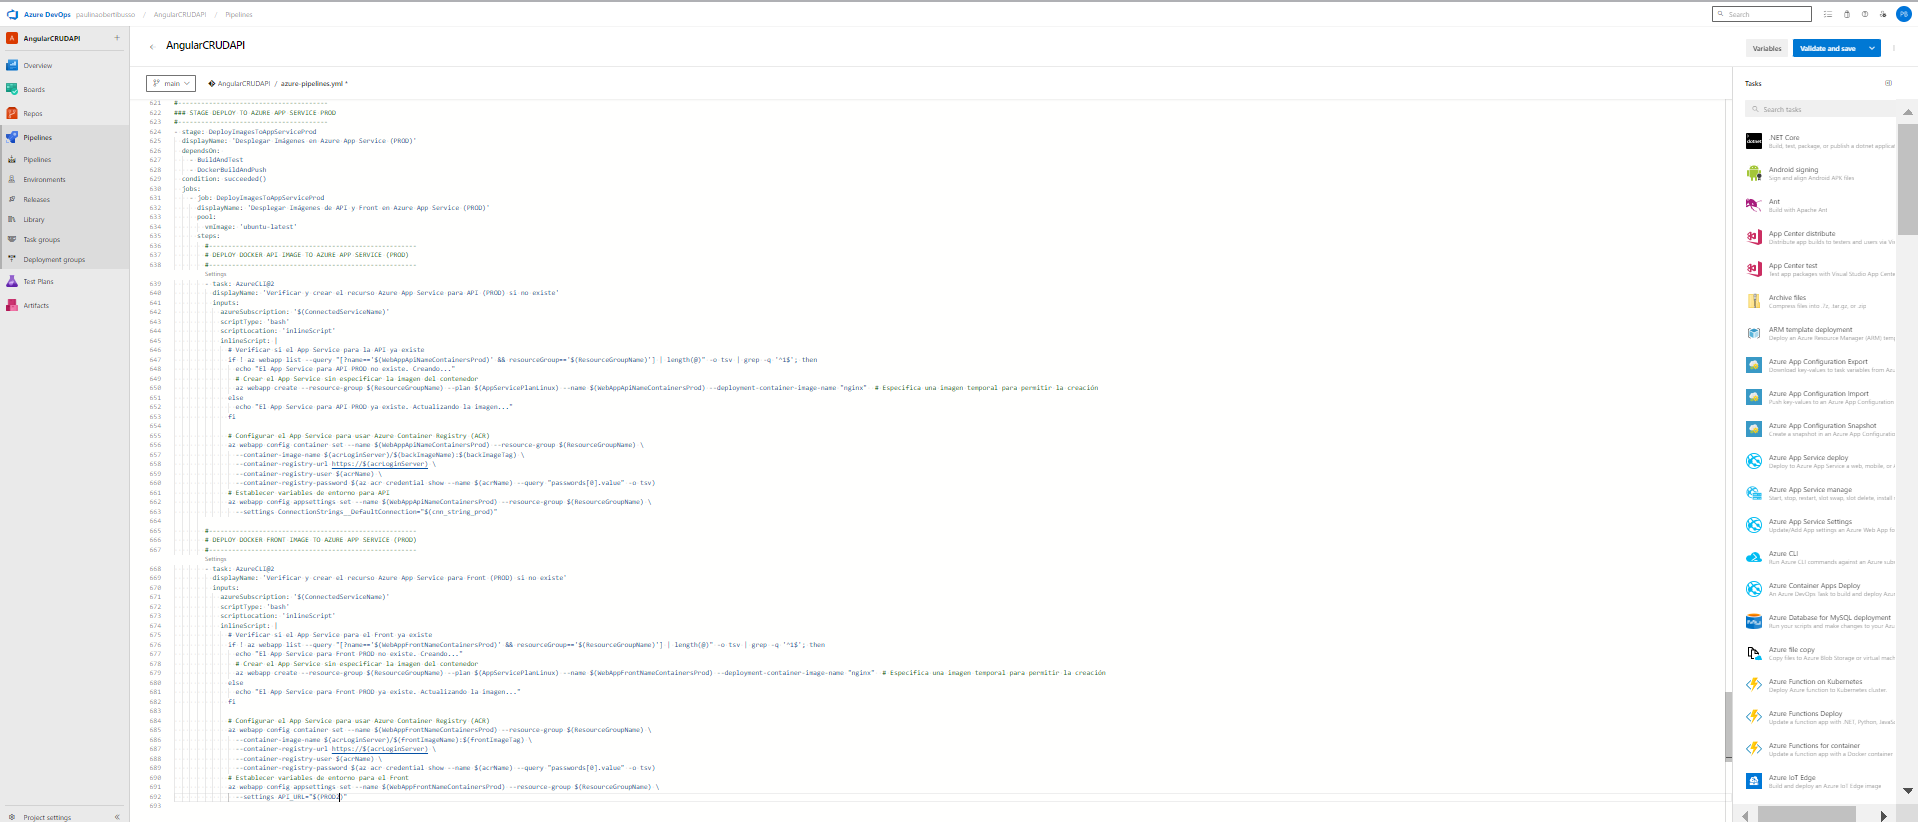 Azure DevOps paulinaobertibusso / AngularCRUDAPI / Pipelines
Search
PB
AngularCRUDAPI
+
Overview
Boards
Repos
Pipelines
Pipelines
Environments
Releases
Library
Task groups
Deployment groups
Test Plans
Artifacts
Project settings
AngularCRUDAPI
Variables
Validate and save
main
AngularCRUDAPI / azure-pipelines.yml *
621 #---------------------------------------
622 ### STAGE DEPLOY TO AZURE APP SERVICE PROD
623 #---------------------------------------
624 - stage: DeployImagesToAppServiceProd
625 displayName: 'Desplegar Imágenes en Azure App Service (PROD)'
626 dependsOn:
627 - BuildAndTest
628 - DockerBuildAndPush
629 condition: succeeded()
630 jobs:
631 - job: DeployImagesToAppServiceProd
632 displayName: 'Desplegar Imágenes de API y Front en Azure App Service (PROD)'
633 pool:
634 vmImage: 'ubuntu-latest'
635 steps:
636 #------------------------------------------------------
637 # DEPLOY DOCKER API IMAGE TO AZURE APP SERVICE (PROD)
638 #------------------------------------------------------
Settings
639 - task: AzureCLI@2
640 displayName: 'Verificar y crear el recurso Azure App Service para API (PROD) si no existe'
641 inputs:
642 azureSubscription: '$(ConnectedServiceName)'
643 scriptType: 'bash'
644 scriptLocation: 'inlineScript'
645 inlineScript: |
646 # Verificar si el App Service para la API ya existe
647 if ! az webapp list --query "[?name=='$(WebAppApiNameContainersProd)' && resourceGroup=='$(ResourceGroupName)'] | length(@)" -o tsv | grep -q '^1$'; then
648 echo "El App Service para API PROD no existe. Creando..."
649 # Crear el App Service sin especificar la imagen del contenedor
650 az webapp create --resource-group $(ResourceGroupName) --plan $(AppServicePlanLinux) --name $(WebAppApiNameContainersProd) --deployment-container-image-name "nginx" # Especifica una imagen temporal para permitir la creación
651 else
652 echo "El App Service para API PROD ya existe. Actualizando la imagen..."
653 fi
654
655 # Configurar el App Service para usar Azure Container Registry (ACR)
656 az webapp config container set --name $(WebAppApiNameContainersProd) --resource-group $(ResourceGroupName) \
657 --container-image-name $(acrLoginServer)/$(backImageName):$(backImageTag) \
658 --container-registry-url https://$(acrLoginServer) \
659 --container-registry-user $(acrName) \
660 --container-registry-password $(az acr credential show --name $(acrName) --query "passwords[0].value" -o tsv)
661 # Establecer variables de entorno para API
662 az webapp config appsettings set --name $(WebAppApiNameContainersProd) --resource-group $(ResourceGroupName) \
663 --settings ConnectionStrings__DefaultConnection="$(cnn_string_prod)"
664
665 #------------------------------------------------------
666 # DEPLOY DOCKER FRONT IMAGE TO AZURE APP SERVICE (PROD)
667 #------------------------------------------------------
Settings
668 - task: AzureCLI@2
669 displayName: 'Verificar y crear el recurso Azure App Service para Front (PROD) si no existe'
670 inputs:
671 azureSubscription: '$(ConnectedServiceName)'
672 scriptType: 'bash'
673 scriptLocation: 'inlineScript'
674 inlineScript: |
675 # Verificar si el App Service para el Front ya existe
676 if ! az webapp list --query "[?name=='$(WebAppFrontNameContainersProd)' && resourceGroup=='$(ResourceGroupName)'] | length(@)" -o tsv | grep -q '^1$'; then
677 echo "El App Service para Front PROD no existe. Creando..."
678 # Crear el App Service sin especificar la imagen del contenedor
679 az webapp create --resource-group $(ResourceGroupName) --plan $(AppServicePlanLinux) --name $(WebAppFrontNameContainersProd) --deployment-container-image-name "nginx" # Especifica una imagen temporal para permitir la creación
680 else
681 echo "El App Service para Front PROD ya existe. Actualizando la imagen..."
682 fi
683
684 # Configurar el App Service para usar Azure Container Registry (ACR)
685 az webapp config container set --name $(WebAppFrontNameContainersProd) --resource-group $(ResourceGroupName) \
686 --container-image-name $(acrLoginServer)/$(frontImageName):$(frontImageTag) \
687 --container-registry-url https://$(acrLoginServer) \
688 --container-registry-user $(acrName) \
689 --container-registry-password $(az acr credential show --name $(acrName) --query "passwords[0].value" -o tsv)
690 # Establecer variables de entorno para el Front
691 az webapp config appsettings set --name $(WebAppFrontNameContainersProd) --resource-group $(ResourceGroupName) \
692 --settings API_URL=
693
Tasks
Search tasks
.NET Core
Build, test, package, or publish a dotnet applica
Android signing
Sign and align Android APK files
Ant
Build with Apache Ant
App Center distribute
Distribute app builds to testers and users via Vis
App Center test
Test app packages with Visual Studio App Cente
Archive files
Compress files into .7z, .tar.gz, or .zip
ARM template deployment
Deploy an Azure Resource Manager (ARM) temp
Azure App Configuration Export
Download key-values to task variables from Azu
Azure App Configuration Import
Push key-values to an Azure App Configuration
Azure App Configuration Snapshot
Create a snapshot in an Azure App Configuratio
Azure App Service deploy
Deploy to Azure App Service a web, mobile, or
Azure App Service manage
Start, stop, restart, slot swap, slot delete, install
Azure App Service Settings
Update/Add App settings an Azure Web App fo
Azure CLI
Run Azure CLI commands against an Azure subs
Azure Container Apps Deploy
An Azure DevOps Task to build and deploy Azur
Azure Database for MySQL deployment
Run your scripts and make changes to your Azu
Azure file copy
Copy files to Azure Blob Storage or virtual mach
Azure Function on Kubernetes
Deploy Azure function to Kubernetes cluster.
Azure Functions Deploy
Update a function app with .NET, Python, JavaS
Azure Functions for container
Update a function app with a Docker container
Azure IoT Edge
Build and deploy an Azure IoT Edge image